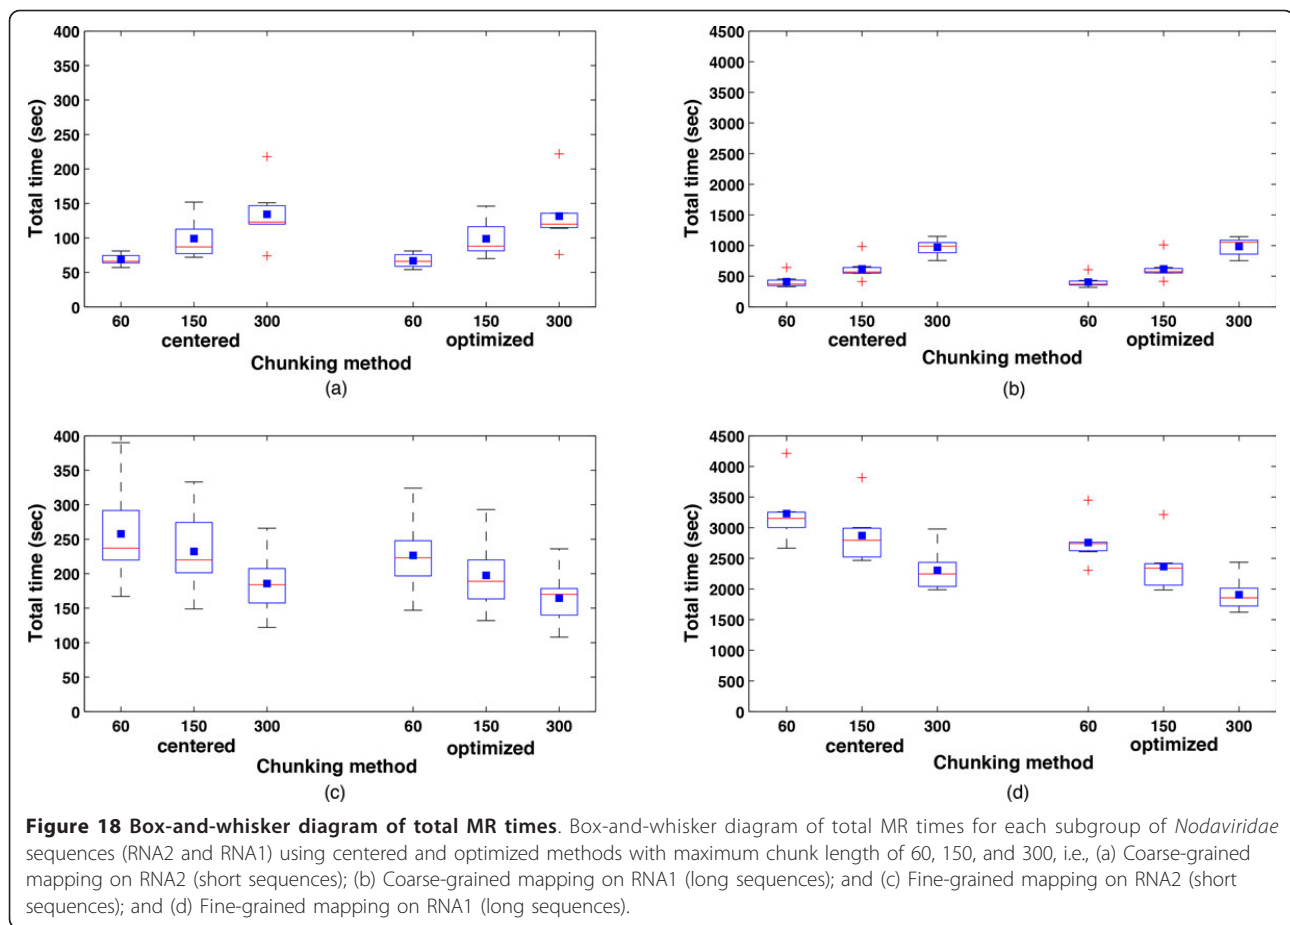 400
350
300
250
200
150
100
50
0
Total time (sec)
60 150 300 60 150 300
centered optimized
Chunking method
(a)
4500
4000
3500
3000
2500
2000
1500
1000
500
0
Total time (sec)
60 150 300 60 150 300
centered optimized
Chunking method
(b)
400
350
300
250
200
150
100
50
0
Total time (sec)
60 150 300 60 150 300
centered optimized
Chunking method
(c)
4500
4000
3500
3000
2500
2000
1500
1000
500
0
Total time (sec)
60 150 300 60 150 300
centered optimized
Chunking method
(d)
Figure 18 Box-and-whisker diagram of total MR times. Box-and-whisker diagram of total MR times for each subgroup of Nodaviridae
sequences (RNA2 and RNA1) using centered and optimized methods with maximum chunk length of 60, 150, and 300, i.e., (a) Coarse-grained
mapping on RNA2 (short sequences); (b) Coarse-grained mapping on RNA1 (long sequences); and (c) Fine-grained mapping on RNA2 (short
sequences); and (d) Fine-grained mapping on RNA1 (long sequences).